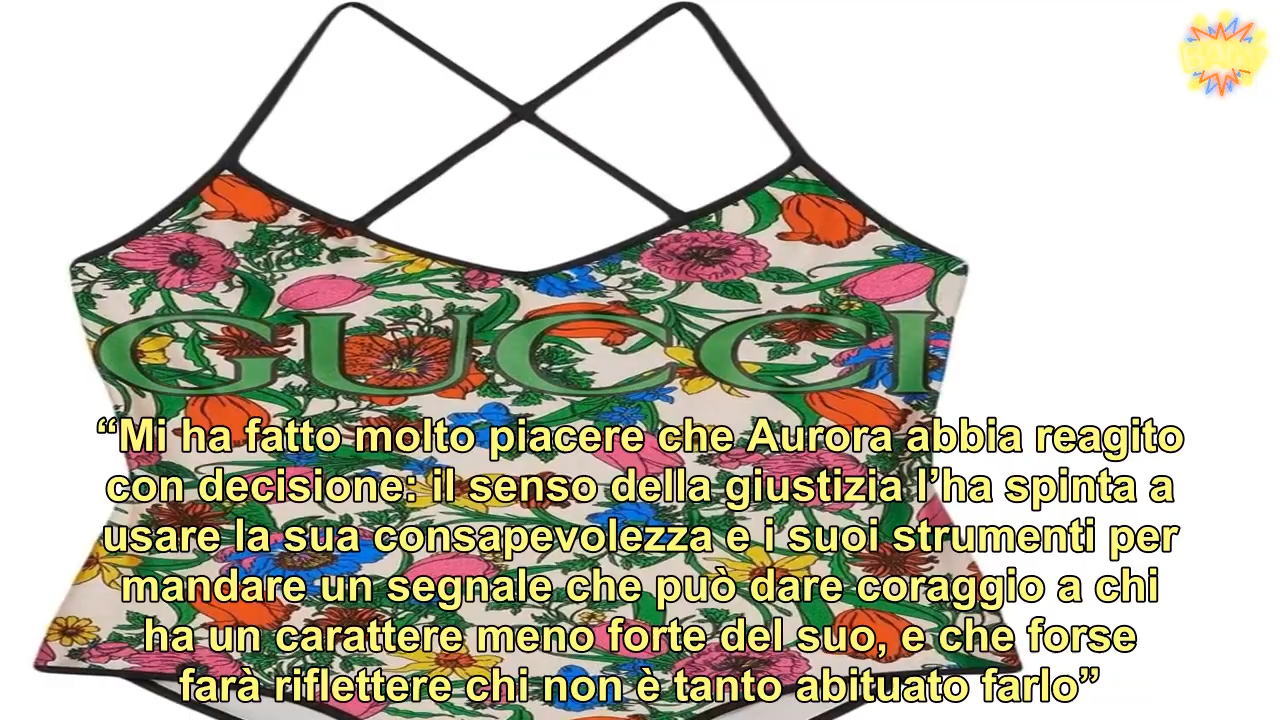 GUCCI
“Mi ha fatto molto piacere che Aurora abbia reagito
con decisione: il senso della giustizia l’ha spinta a
usare la sua consapevolezza e i suoi strumenti per
mandare un segnale che può dare coraggio a chi
ha un carattere meno forte del suo, e che forse
farà riflettere chi non è tanto abituato farlo”